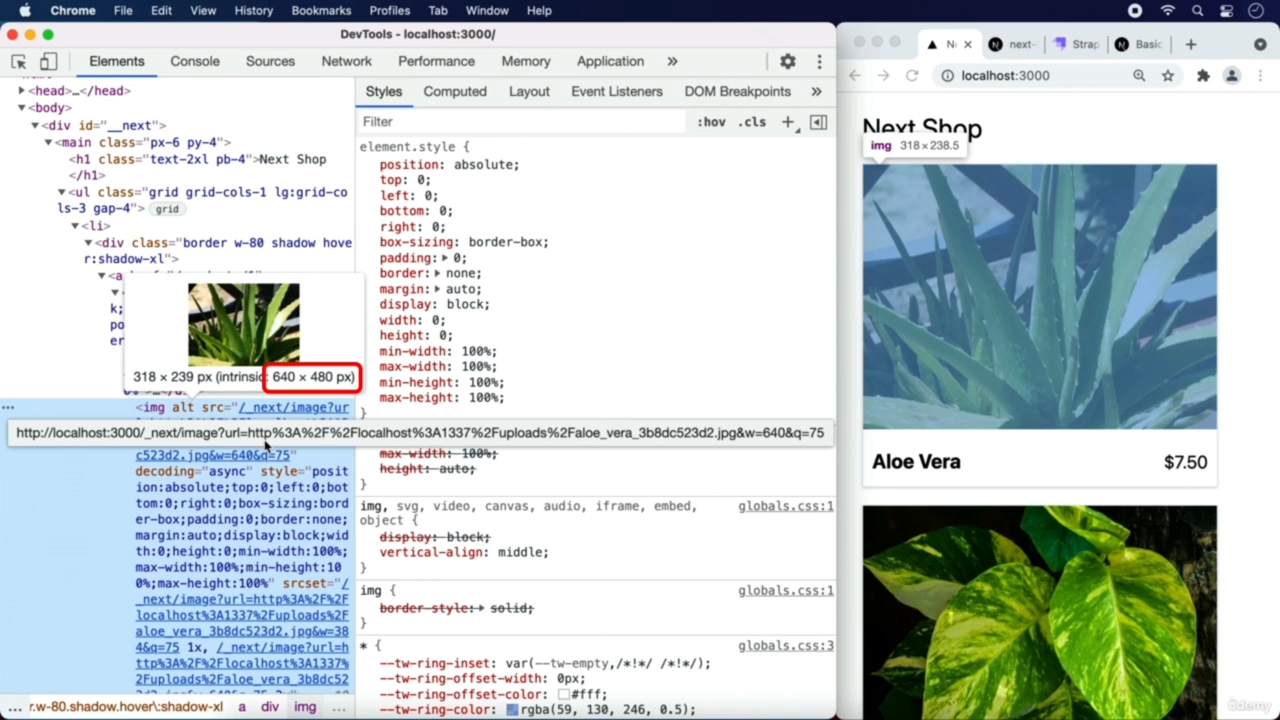 Chrome File Edit View History Bookmarks Profiles Tab Window Help
DevTools - localhost:3000/
Elements Console Sources Network Performance Memory Application »
<head>…</head>
<body>
<div id="__next">
<main class="px-6 py-4">
<h1 class="text-2xl pb-4">Next Shop
</h1>
<ul class="grid grid-cols-1 lg:grid-co
ls-3 gap-4"> grid
<li>
<div class="border w-80 shadow hove
r:shadow-xl">
k;
po
er
318 × 239 px (intrinsic: 640 × 480 px)
<img alt src="/_next/image?ur
http://localhost:3000/_next/image?url=http%3A%2F%2Flocalhost%3A1337%2Fuploads%2Faloe_vera_3b8dc523d2.jpg&w=640&q=75
c523d2.jpg&w=640&q=75"
decoding="async" style="posit
ion:absolute;top:0;left:0;bot
tom:0;right:0;box-sizing:bord
er-box;padding:0;border:none;
margin:auto;display:block;wid
th:0;height:0;min-width:100%;
max-width:100%;min-height:10
0%;max-height:100%" srcset="/
_next/image?url=http%3A%2F%2F
localhost%3A1337%2Fuploads%2F
aloe_vera_3b8dc523d2.jpg&w=38
4&q=75 1x, /_next/image?url=h
ttp%3A%2F%2Flocalhost%3A1337%
2Fuploads%2Faloe_vera_3b8dc52
… r.w-80.shadow.hover\:shadow-xl a div img …
Styles Computed Layout Event Listeners DOM Breakpoints »
Filter :hov .cls +
element.style {
position: absolute;
top: 0;
left: 0;
bottom: 0;
right: 0;
box-sizing: border-box;
padding: 0;
border: none;
margin: auto;
display: block;
width: 0;
height: 0;
min-width: 100%;
max-width: 100%;
min-height: 100%;
max-height: 100%;
}
max-width: 100%;
height: auto;
}
img, svg, video, canvas, audio, iframe, embed, globals.css:1
object {
display: block;
vertical-align: middle;
}
img { globals.css:1
border-style: solid;
}
* { globals.css:3
--tw-ring-inset: var(--tw-empty,/*!*/ /*!*/);
--tw-ring-offset-width: 0px;
--tw-ring-offset-color: #fff;
--tw-ring-color: rgba(59, 130, 246, 0.5);
next- Strap Basic
localhost:3000
Next Shop
img 318×238.5
Aloe Vera $7.50
ûdemy